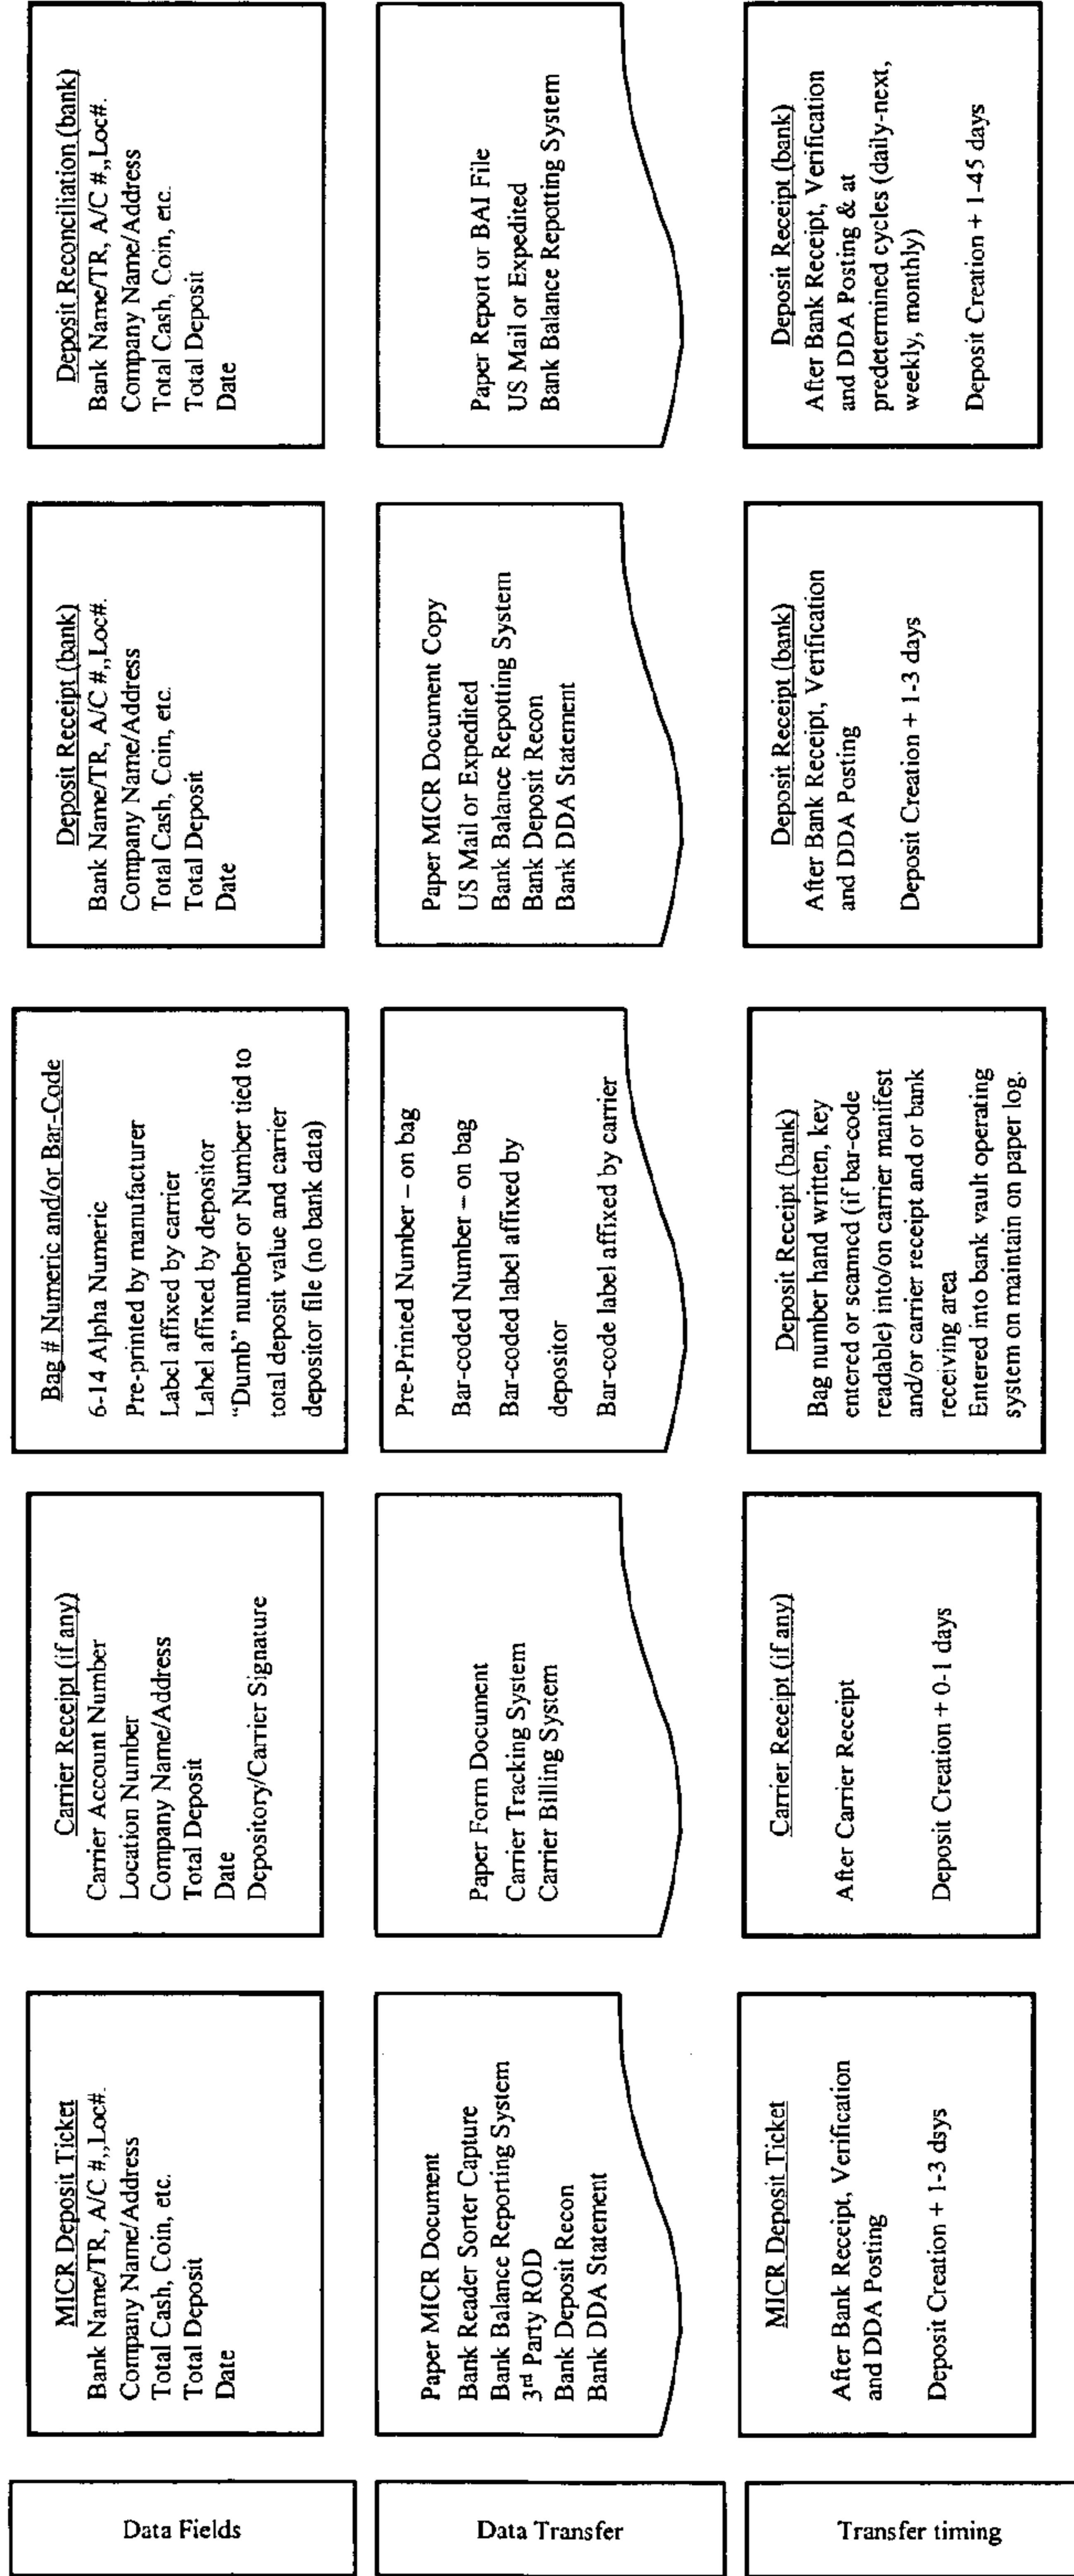 Data Fields
MICR Deposit Ticket
Bank Name/TR, A/C #,,Loc#.
Company Name/Address
Total Cash, Coin, etc.
Total Deposit
Date
Carrier Receipt (if any)
Carrier Account Number
Location Number
Company Name/Address
Total Deposit
Date
Depository/Carrier Signature
Bag # Numeric and/or Bar-Code
6-14 Alpha Numeric
Pre-printed by manufacturer
Label affixed by carrier
Label affixed by depositor
“Dumb” number or Number tied to
total deposit value and carrier
depositor file (no bank data)
Deposit Receipt (bank)
Bank Name/TR, A/C #,,Loc#.
Company Name/Address
Total Cash, Coin, etc.
Total Deposit
Date
Deposit Reconciliation (bank)
Bank Name/TR, A/C #,,Loc#.
Company Name/Address
Total Cash, Coin, etc.
Total Deposit
Date
Data Transfer
Paper MICR Document
Bank Reader Sorter Capture
Bank Balance Reporting System
3rd Party ROD
Bank Deposit Recon
Bank DDA Statement
Paper Form Document
Carrier Tracking System
Carrier Billing System
Pre-Printed Number – on bag
Bar-coded Number – on bag
Bar-coded label affixed by
depositor
Bar-code label affixed by carrier
Paper MICR Document Copy
US Mail or Expedited
Bank Balance Repotting System
Bank Deposit Recon
Bank DDA Statement
Paper Report or BAI File
US Mail or Expedited
Bank Balance Repotting System
Transfer timing
MICR Deposit Ticket
After Bank Receipt, Verification
and DDA Posting
Deposit Creation + 1-3 dsys
Carrier Receipt (if any)
After Carrier Receipt
Deposit Creation + 0-1 days
Deposit Receipt (bank)
Bag number hand written, key
entered or scanned (if bar-code
readable) into/on carrier manifest
and/or carrier receipt and or bank
receiving area
Entered into bank vault operating
system on maintain on paper log.
Deposit Receipt (bank)
After Bank Receipt, Verification
and DDA Posting
Deposit Creation + 1-3 days
Deposit Receipt (bank)
After Bank Receipt, Verification
and DDA Posting & at
predetermined cycles (daily-next,
weekly, monthly)
Deposit Creation + 1-45 days